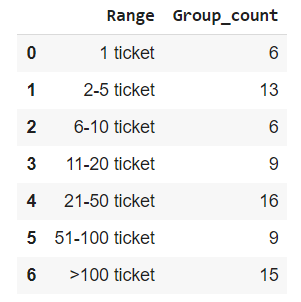 Range Group_count
0 1 ticket 6
1 2-5 ticket 13
2 6-10 ticket 6
3 11-20 ticket 9
4 21-50 ticket 16
5 51-100 ticket 9
6 >100 ticket 15